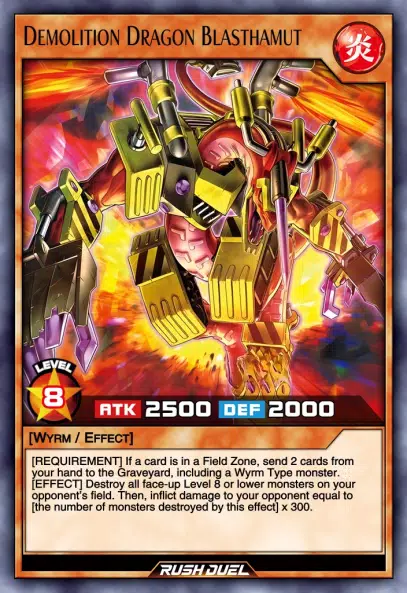 DEMOLITION DRAGON BLASTHAMUT
炎
LEVEL
8
ATK 2500 DEF 2000
[WYRM / EFFECT]
[REQUIREMENT] If a card is in a Field Zone, send 2 cards from
your hand to the Graveyard, including a Wyrm Type monster.
[EFFECT] Destroy all face-up Level 8 or lower monsters on your
opponent's field. Then, inflict damage to your opponent equal to
[the number of monsters destroyed by this effect] x 300.
RUSH DUEL